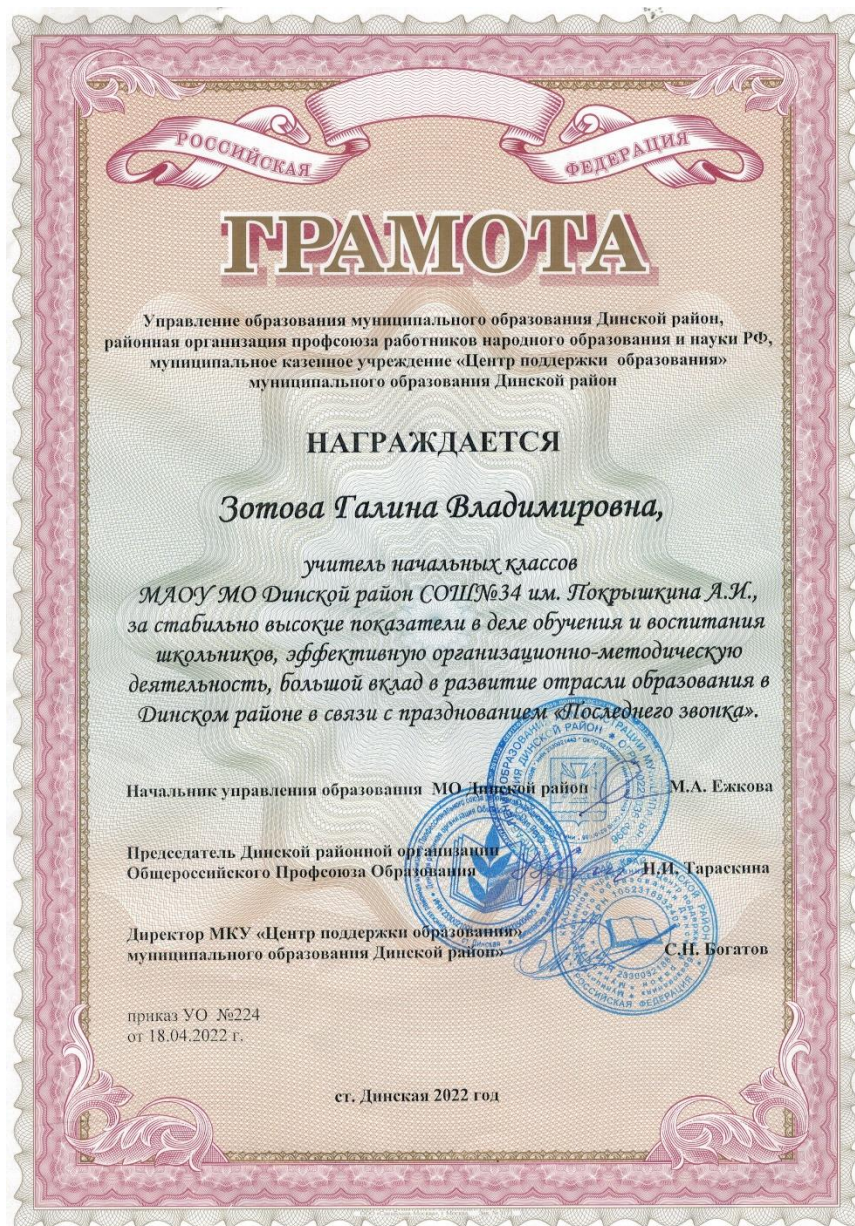 РОССИЙСКАЯ
ФЕДЕРАЦИЯ
ГРАМОТА
Управление образования муниципального образования Динской район,
районная организация профсоюза работников народного образования и науки РФ,
муниципальное казенное учреждение «Центр поддержки образования»
муниципального образования Динской район
НАГРАЖДАЕТСЯ
Зотова Галина Владимировна,
учитель начальных классов
МАОУ МО Динской район СОШ№34 им. Покрышкина А.И.,
за стабильно высокие показатели в деле обучения и воспитания
школьников, эффективную организационно-методическую
деятельность, большой вклад в развитие отрасли образования в
Динском районе в связи с празднованием «Последнего звонка».
Начальник управления образования МО Динской район М.А. Ежкова
Председатель Динской районной организации
Общероссийского Профсоюза Образования Н.И. Тараскина
Директор МКУ «Центр поддержки образования»
муниципального образования Динской район» С.Н. Богатов
РОССИЙСКАЯ ФЕДЕРАЦИЯ
приказ УО №224
от 18.04.2022 г.
ст. Динская 2022 год